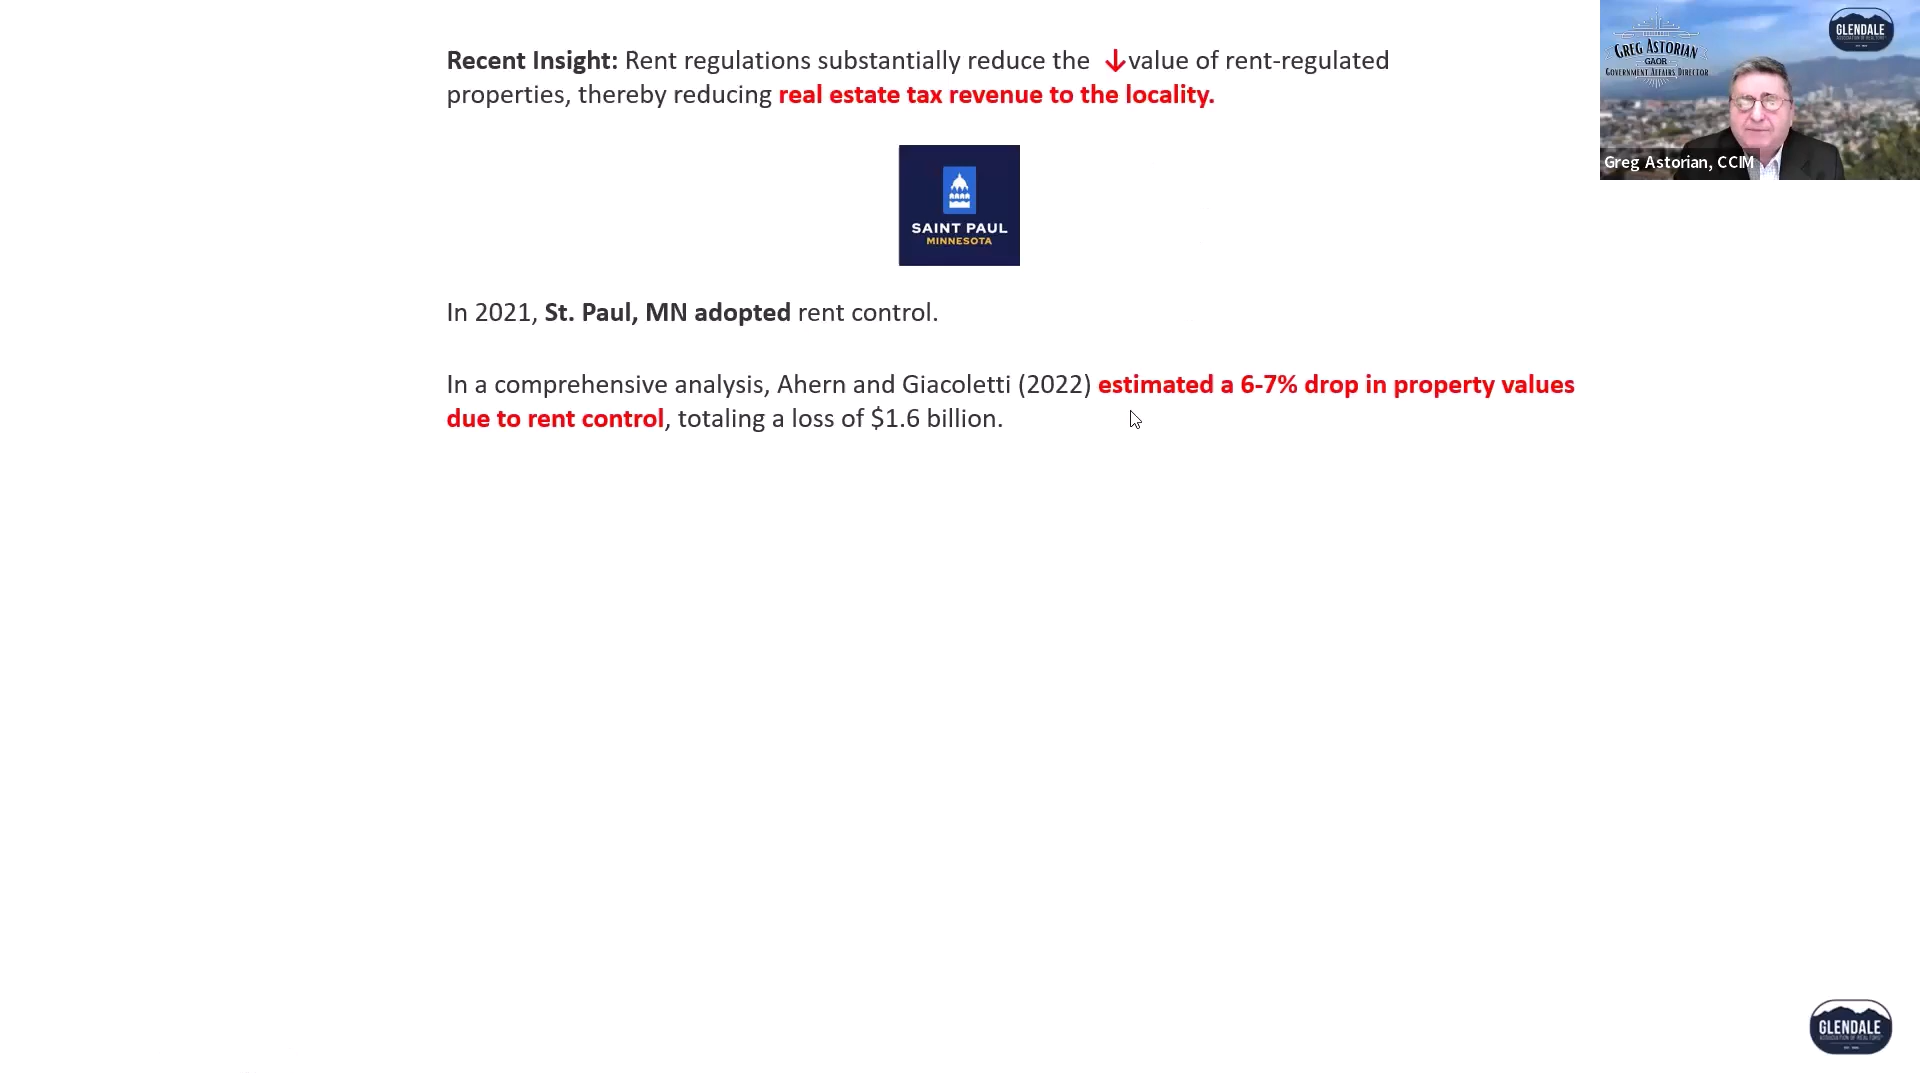 Recent Insight: Rent regulations substantially reduce the ↓value of rent-regulated
properties, thereby reducing real estate tax revenue to the locality.
SAINT PAUL
MINNESOTA
In 2021, St. Paul, MN adopted rent control.
In a comprehensive analysis, Ahern and Giacoletti (2022) estimated a 6-7% drop in property values
due to rent control, totaling a loss of $1.6 billion.
GREG ASTORIAN
GAOR
GOVERNMENT AFFAIRS DIRECTOR
GLENDALE
Greg Astorian, CCIM
GLENDALE
ASSOCIATION OF REALTORS